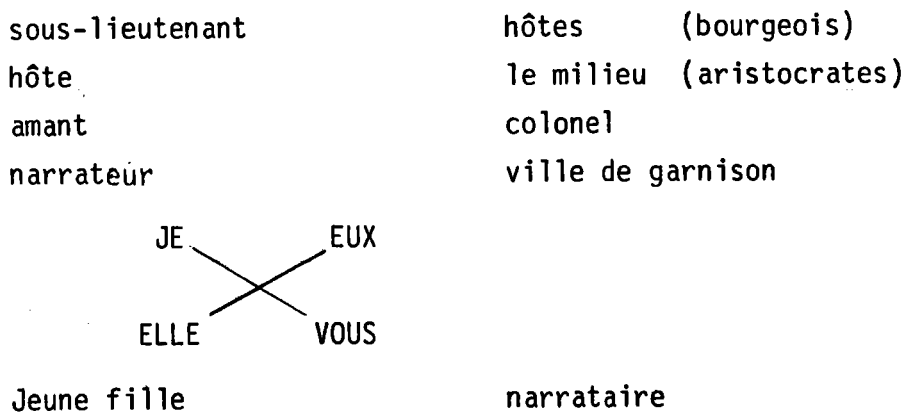 sous-lieutenant hôtes (bourgeois)
hôte le milieu (aristocrates)
amant colonel
narrateur ville de garnison
JE EUX
ELLE VOUS
Jeune fille narrataire